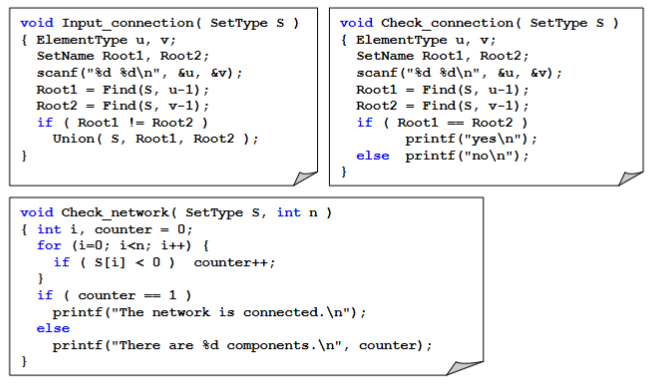 void Input_connection( SetType S )
{ ElementType u, v;
SetName Root1, Root2;
scanf("%d %d\n", &u, &v);
Root1 = Find(S, u-1);
Root2 = Find(S, v-1);
if ( Root1 != Root2 )
Union( S, Root1, Root2 );
}
void Check_connection( SetType S )
{ ElementType u, v;
SetName Root1, Root2;
scanf("%d %d\n", &u, &v);
Root1 = Find(S, u-1);
Root2 = Find(S, v-1);
if ( Root1 == Root2 )
printf("yes\n");
else printf("no\n");
}
void Check_network( SetType S, int n )
{ int i, counter = 0;
for (i=0; i<n; i++) {
if ( S[i] < 0 ) counter++;
}
if ( counter == 1 )
printf("The network is connected.\n");
else
printf("There are %d components.\n", counter);
}